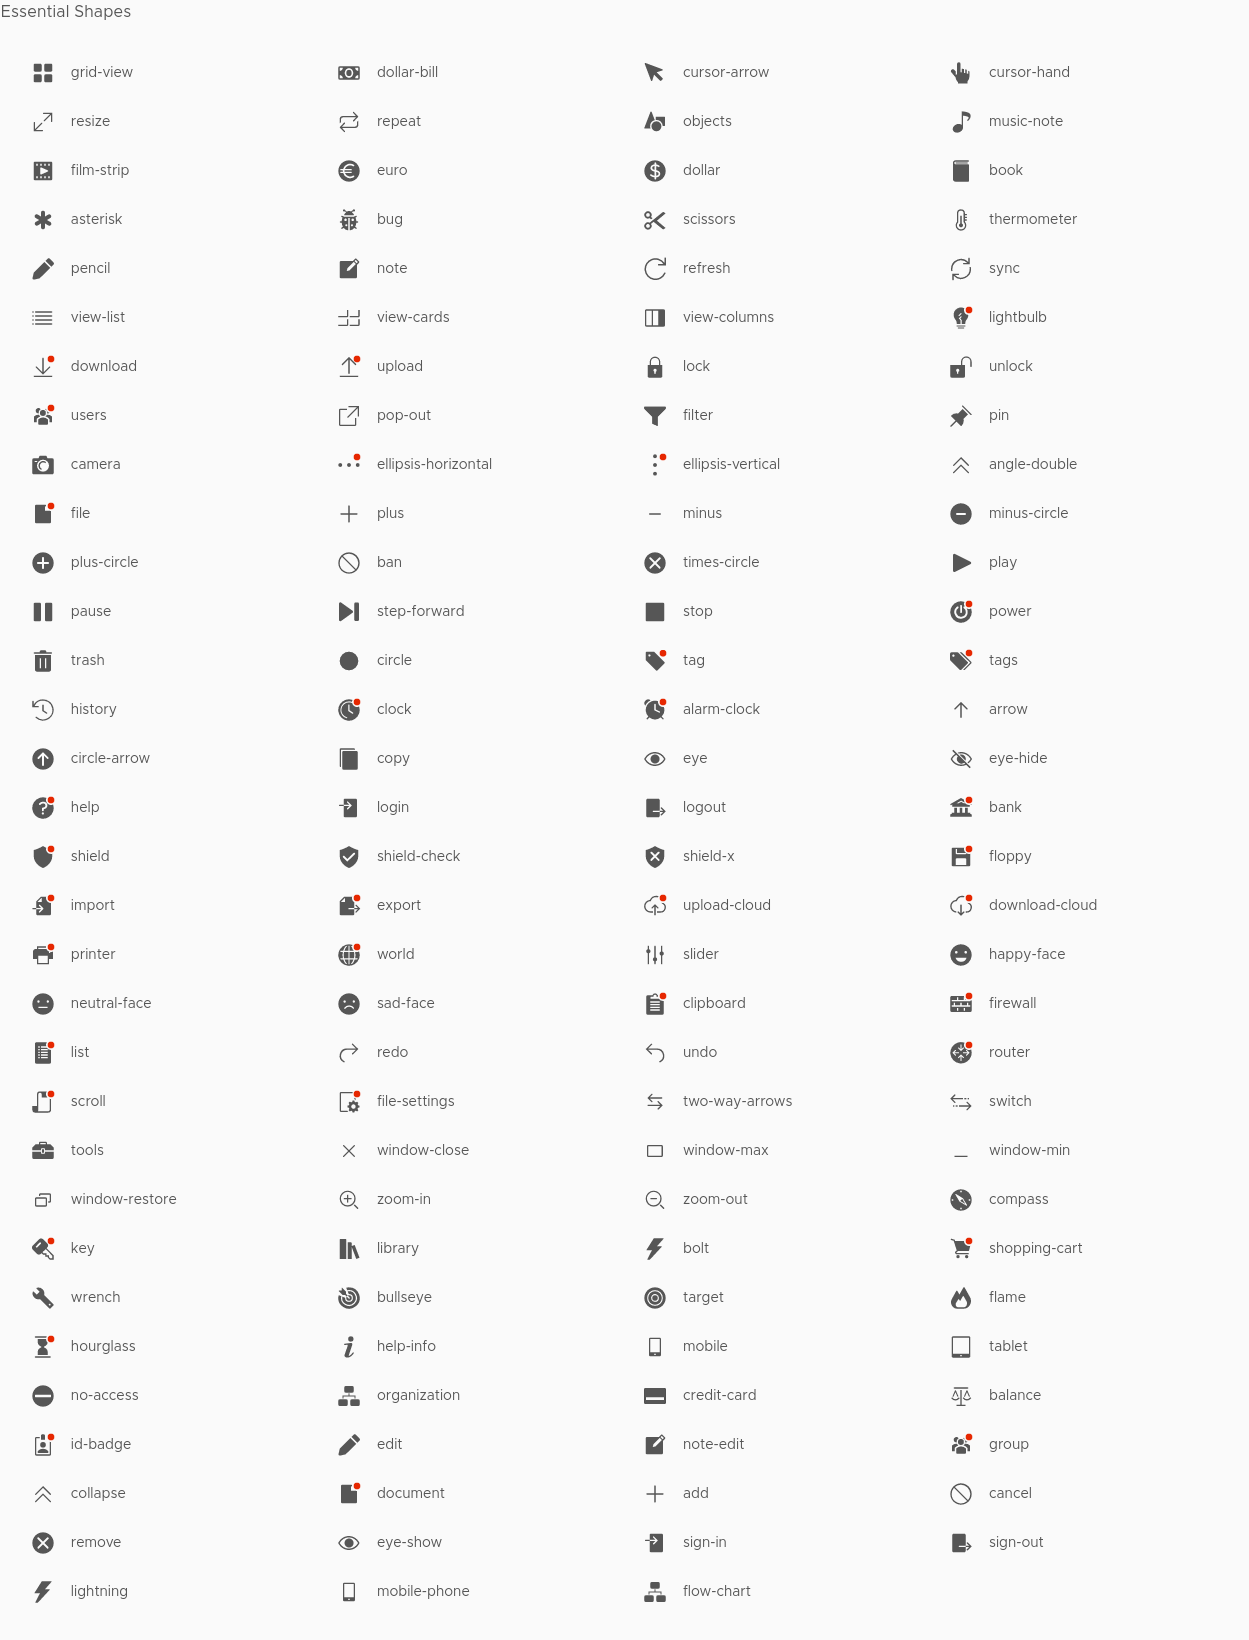 Essential Shapes
grid-view dollar-bill cursor-arrow cursor-hand
resize repeat objects music-note
film-strip euro dollar book
asterisk bug scissors thermometer
pencil note refresh sync
view-list view-cards view-columns lightbulb
download upload lock unlock
users pop-out filter pin
camera ellipsis-horizontal ellipsis-vertical angle-double
file plus minus minus-circle
plus-circle ban times-circle play
pause step-forward stop power
trash circle tag tags
history clock alarm-clock arrow
circle-arrow copy eye eye-hide
help login logout bank
shield shield-check shield-x floppy
import export upload-cloud download-cloud
printer world slider happy-face
neutral-face sad-face clipboard firewall
list redo undo router
scroll file-settings two-way-arrows switch
tools window-close window-max window-min
window-restore zoom-in zoom-out compass
key library bolt shopping-cart
wrench bullseye target flame
hourglass help-info mobile tablet
no-access organization credit-card balance
id-badge edit note-edit group
collapse document add cancel
remove eye-show sign-in sign-out
lightning mobile-phone flow-chart